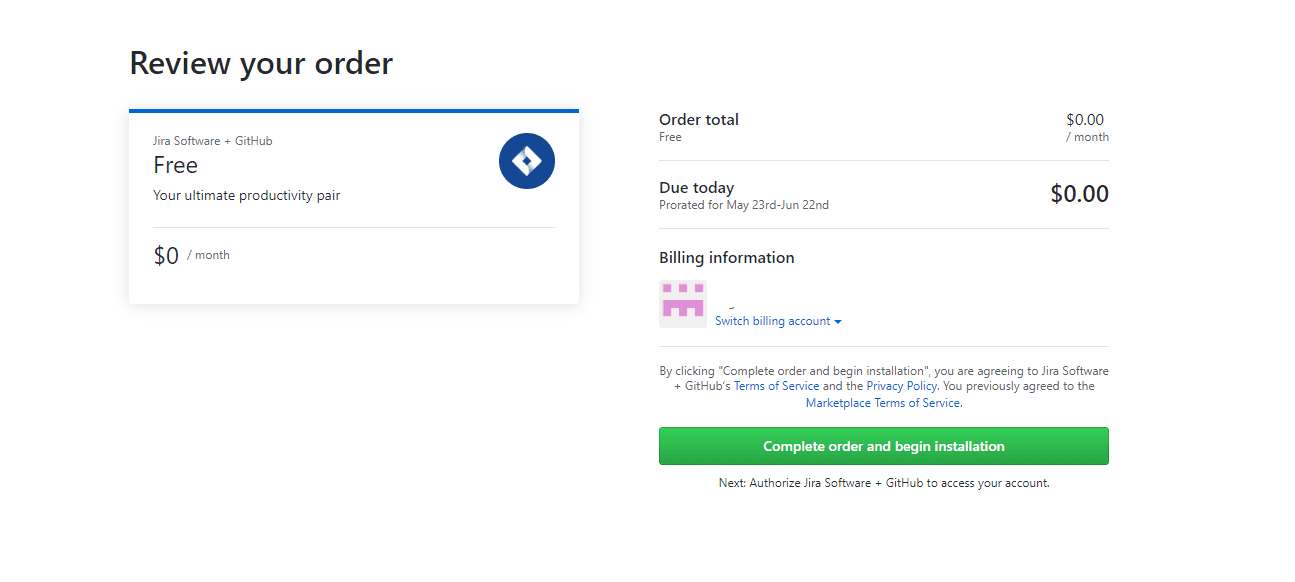 Review your order
Jira Software + GitHub
Free
Your ultimate productivity pair
$0 / month
Order total $0.00
Free / month
Due today $0.00
Prorated for May 23rd-Jun 22nd
Billing information
Switch billing account
By clicking "Complete order and begin installation", you are agreeing to Jira Software
+ GitHub's Terms of Service and the Privacy Policy. You previously agreed to the
Marketplace Terms of Service.
Complete order and begin installation
Next: Authorize Jira Software + GitHub to access your account.